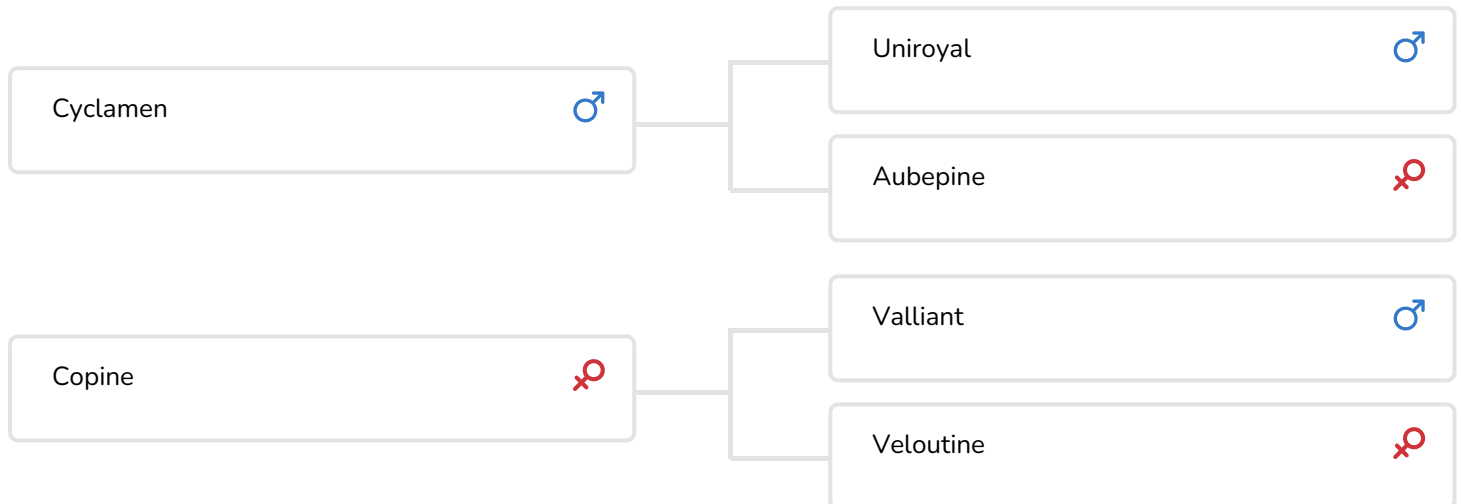 Cyclamen
Uniroyal
Aubepine
Copine
Valliant
Veloutine